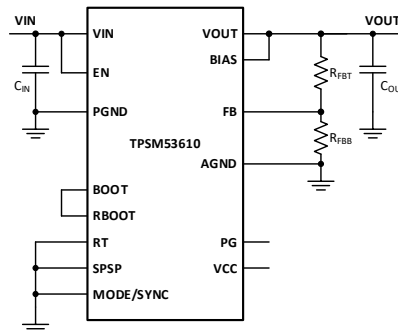 VIN
VIN
VOUT
VOUT
BIAS
EN
RFBT
CIN
PGND
FB
TPSM53610
RFBB
AGND
BOOT
RBOOT
RT
PG
SPSP
VCC
MODE/SYNC